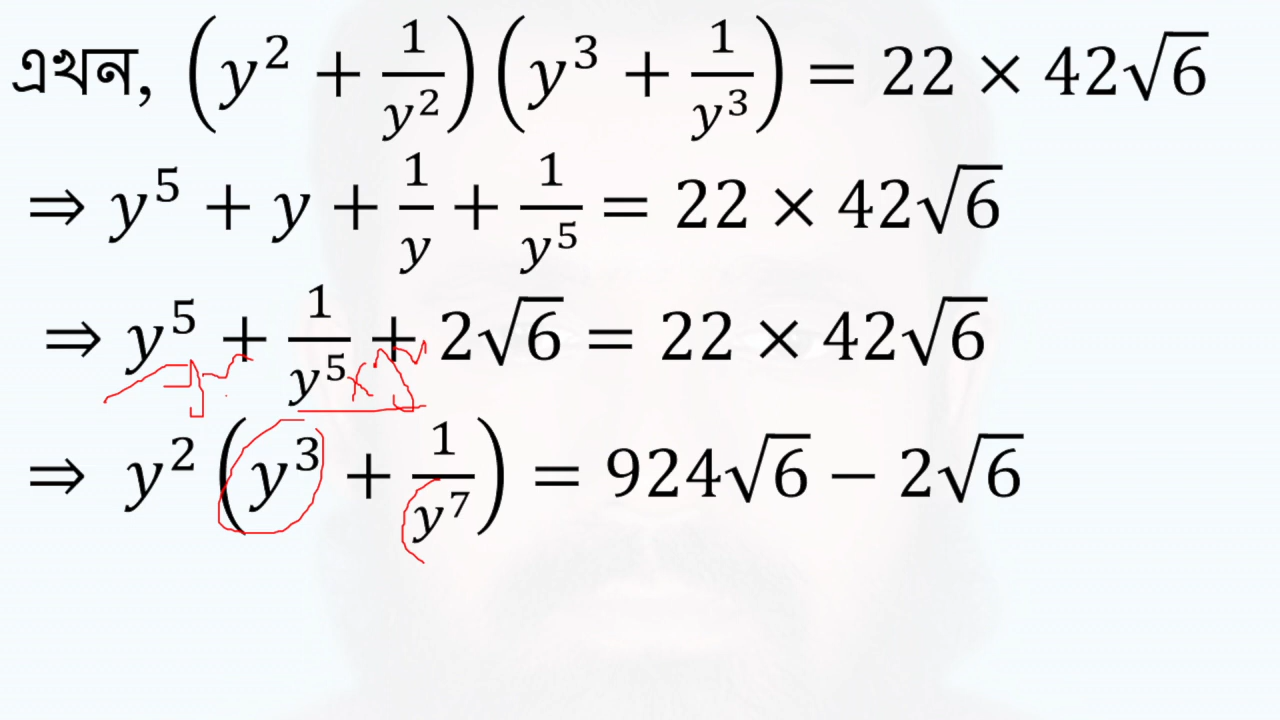 এখন, (y² + 1/y²) (y³ + 1/y³) = 22 × 42√6
⇒ y⁵ + y + 1/y + 1/y⁵ = 22 × 42√6
⇒ y⁵ + 1/y⁵ + 2√6 = 22 × 42√6
⇒ y² (y³ + 1/y⁷) = 924√6 − 2√6